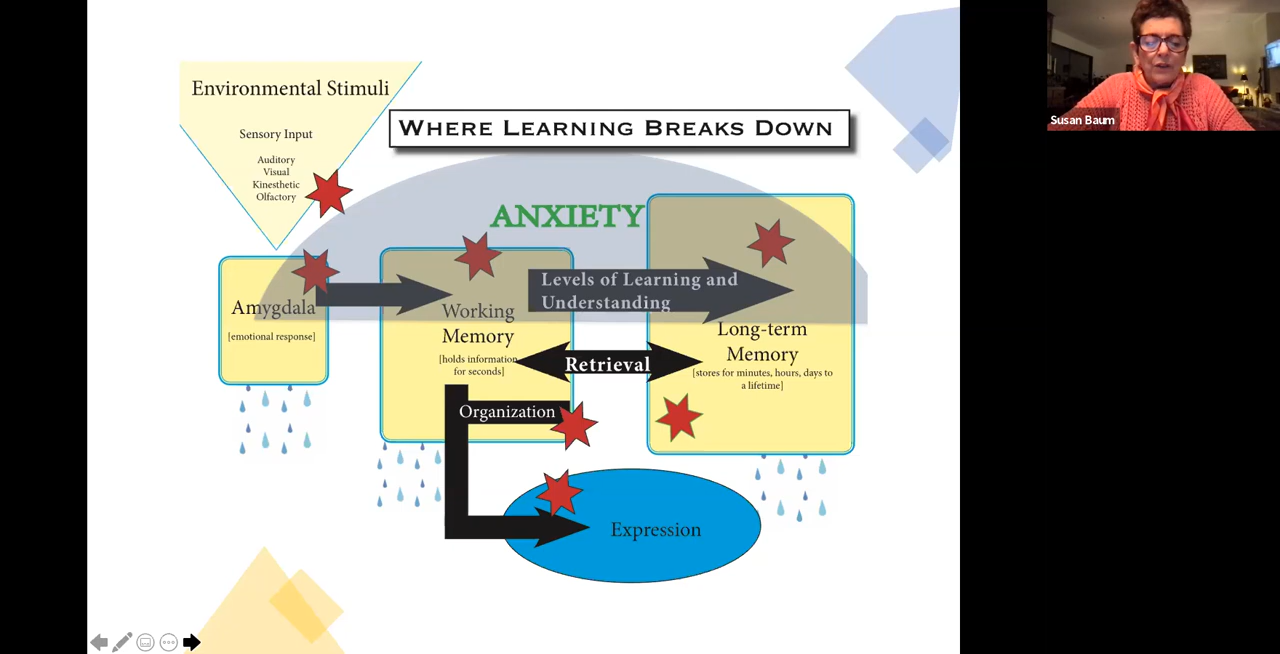 Environmental Stimuli
Sensory Input
Auditory
Visual
Kinesthetic
Olfactory
WHERE LEARNING BREAKS DOWN
ANXIETY
Amygdala
[emotional response]
Working
Memory
[holds information
for seconds]
Levels of Learning and
Understanding
Retrieval
Long-term
Memory
[stores for minutes, hours, days to
a lifetime]
Organization
Expression
Susan Baum